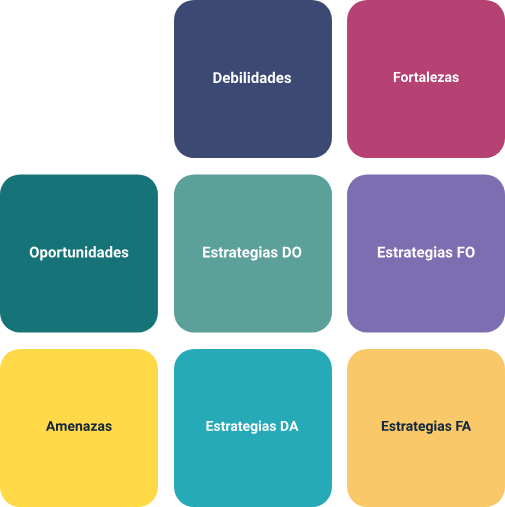 Debilidades
Fortalezas
Oportunidades
Estrategias DO
Estrategias FO
Amenazas
Estrategias DA
Estrategias FA